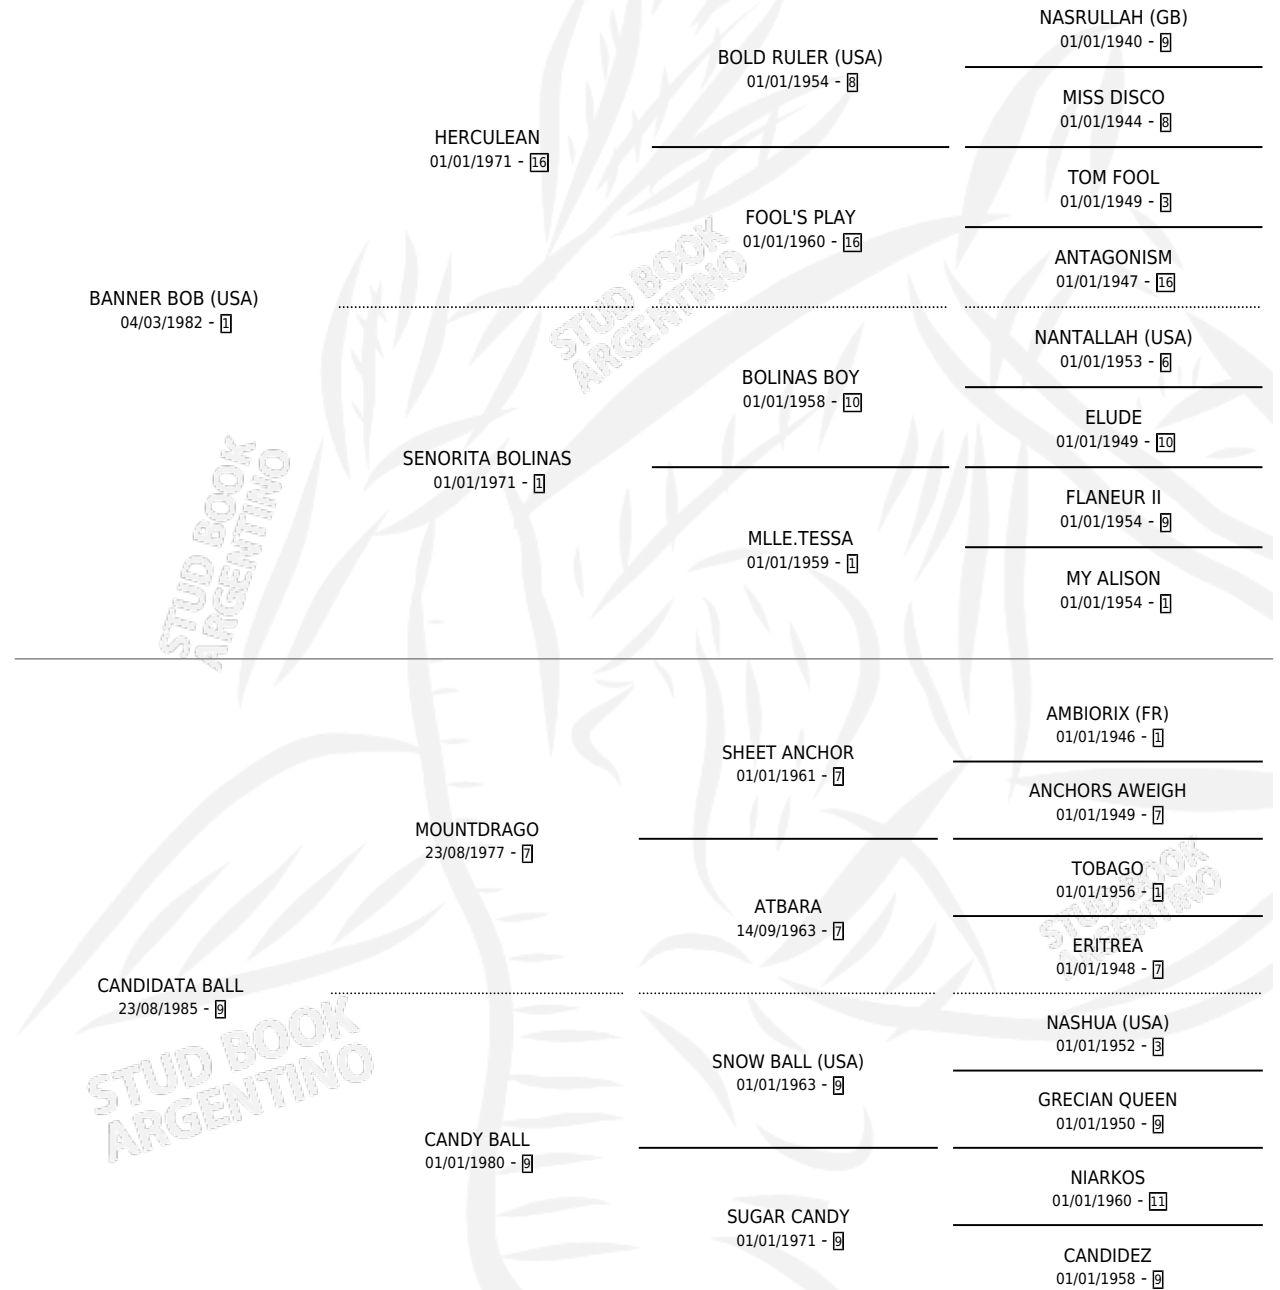 NASRULLAH (GB)
01/01/1940 - 9
BOLD RULER (USA)
01/01/1954 - 8
MISS DISCO
01/01/1944 - 8
HERCULEAN
01/01/1971 - 16
TOM FOOL
01/01/1949 - 3
FOOL'S PLAY
01/01/1960 - 16
ANTAGONISM
01/01/1947 - 16
BANNER BOB (USA)
04/03/1982 - 1
NANTALLAH (USA)
01/01/1953 - 6
BOLINAS BOY
01/01/1958 - 10
ELUDE
01/01/1949 - 10
SENORITA BOLINAS
01/01/1971 - 1
FLANEUR II
01/01/1954 - 9
MLLE.TESSA
01/01/1959 - 1
MY ALISON
01/01/1954 - 1
AMBIORIX (FR)
01/01/1946 - 1
SHEET ANCHOR
01/01/1961 - 7
ANCHORS AWEIGH
01/01/1949 - 7
MOUNTDRAGO
23/08/1977 - 7
TOBAGO
01/01/1956 - 1
ATBARA
14/09/1963 - 7
ERITREA
01/01/1948 - 7
CANDIDATA BALL
23/08/1985 - 9
NASHUA (USA)
01/01/1952 - 3
SNOW BALL (USA)
01/01/1963 - 9
GRECIAN QUEEN
01/01/1950 - 9
CANDY BALL
01/01/1980 - 9
NIARKOS
01/01/1960 - 11
SUGAR CANDY
01/01/1971 - 9
CANDIDEZ
01/01/1958 - 9
STUD BOOK
ARGENTINO
STUD BOOK
ARGENTINO
STUD BOOK
ARGENTINO
STUD BOOK
ARGENTINO